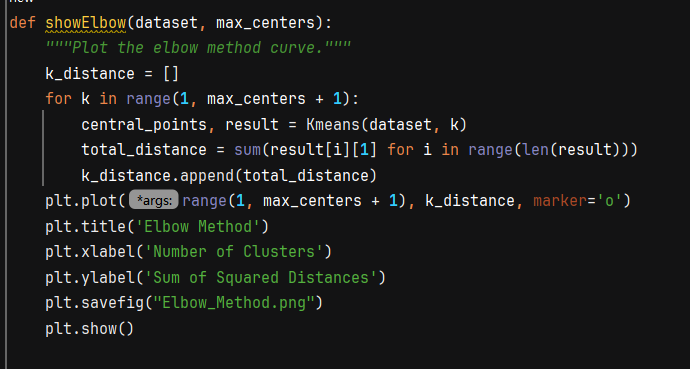 new
def showElbow(dataset, max_centers):
"""Plot the elbow method curve."""
k_distance = []
for k in range(1, max_centers + 1):
central_points, result = Kmeans(dataset, k)
total_distance = sum(result[i][1] for i in range(len(result)))
k_distance.append(total_distance)
plt.plot( *args: range(1, max_centers + 1), k_distance, marker='o')
plt.title('Elbow Method')
plt.xlabel('Number of Clusters')
plt.ylabel('Sum of Squared Distances')
plt.savefig("Elbow_Method.png")
plt.show()